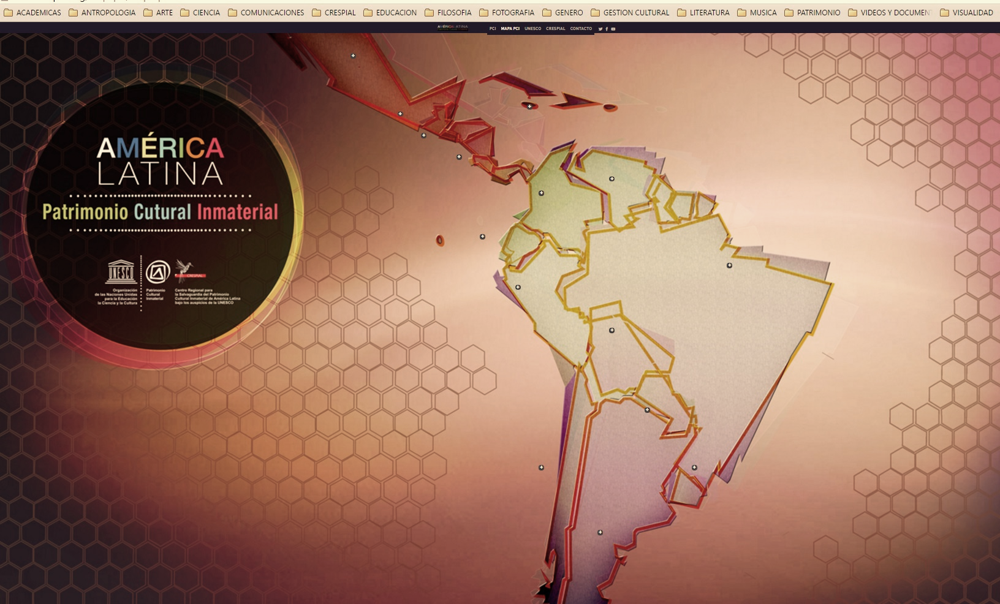 ACADEMICAS ANTROPOLOGIA ARTE CIENCIA COMUNICACIONES CRESPIAL EDUCACION FILOSOFIA FOTOGRAFIA GENERO GESTION CULTURAL LITERATURA MUSICA PATRIMONIO VIDEOS Y DOCUMEN VISUALIDAD
AMÉRICA LATINA PCI MAPA PCI UNESCO CRESPIAL CONTACTO
AMÉRICA
LATINA
Patrimonio Cutural Inmaterial
UNESCO
CRESPIAL
Organización
de las Naciones Unidas
para la Educación
la Ciencia y la Cultura
Patrimonio
Cultural
Inmaterial
Centro Regional para
la Salvaguardia del Patrimonio
Cultural Inmaterial de América Latina
bajo los auspicios de la UNESCO